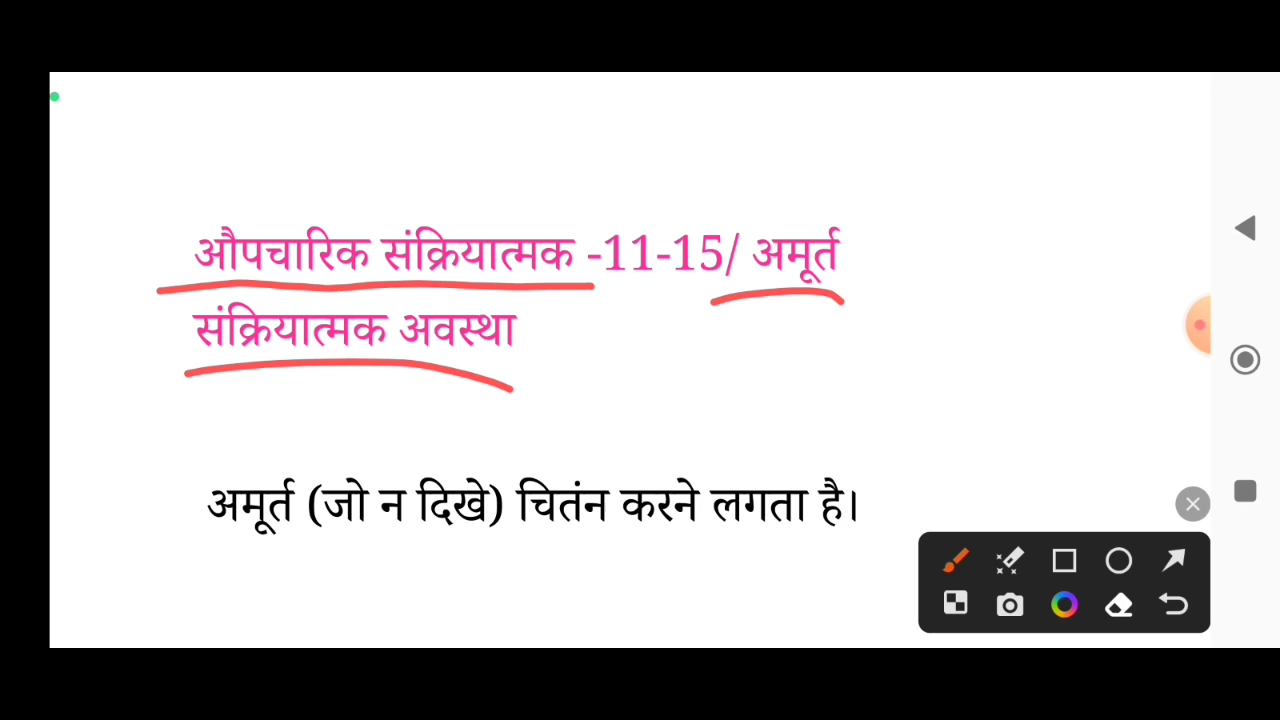 औपचारिक संक्रियात्मक -11-15/ अमूर्त
संक्रियात्मक अवस्था
अमूर्त (जो न दिखे) चितंन करने लगता है।